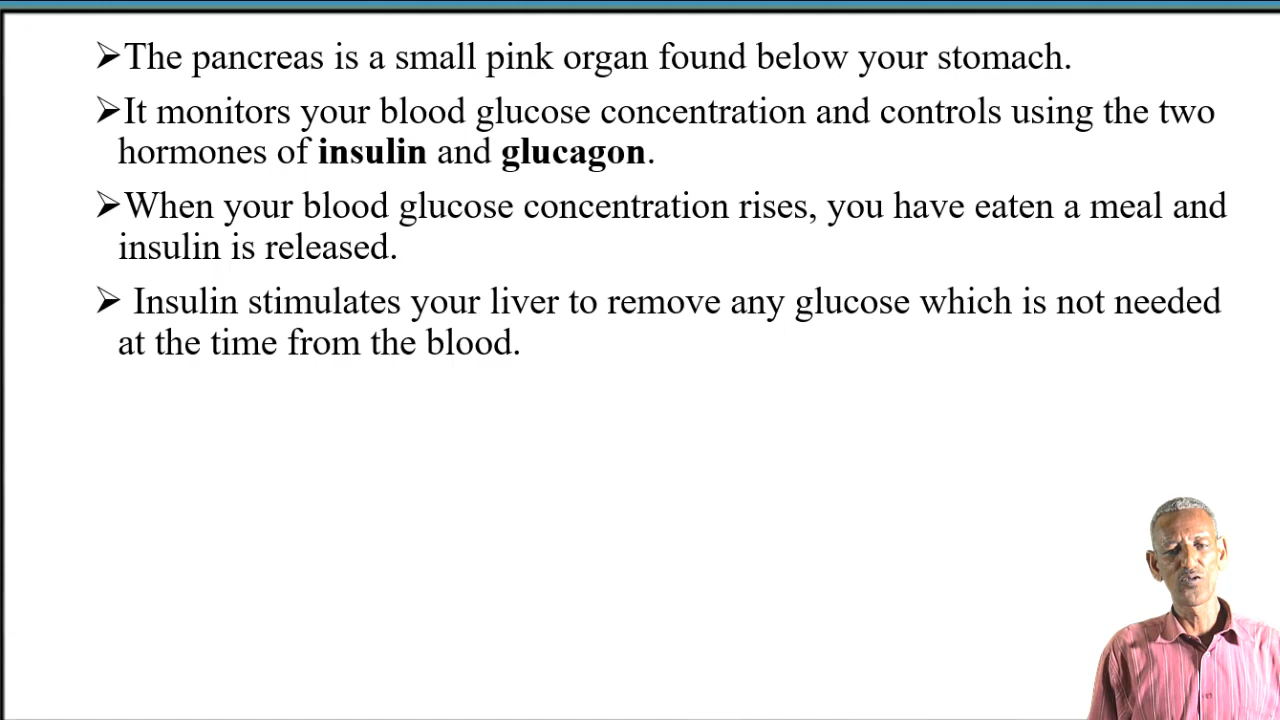 ➢The pancreas is a small pink organ found below your stomach.
➢It monitors your blood glucose concentration and controls using the two
hormones of insulin and glucagon.
➢When your blood glucose concentration rises, you have eaten a meal and
insulin is released.
➢ Insulin stimulates your liver to remove any glucose which is not needed
at the time from the blood.